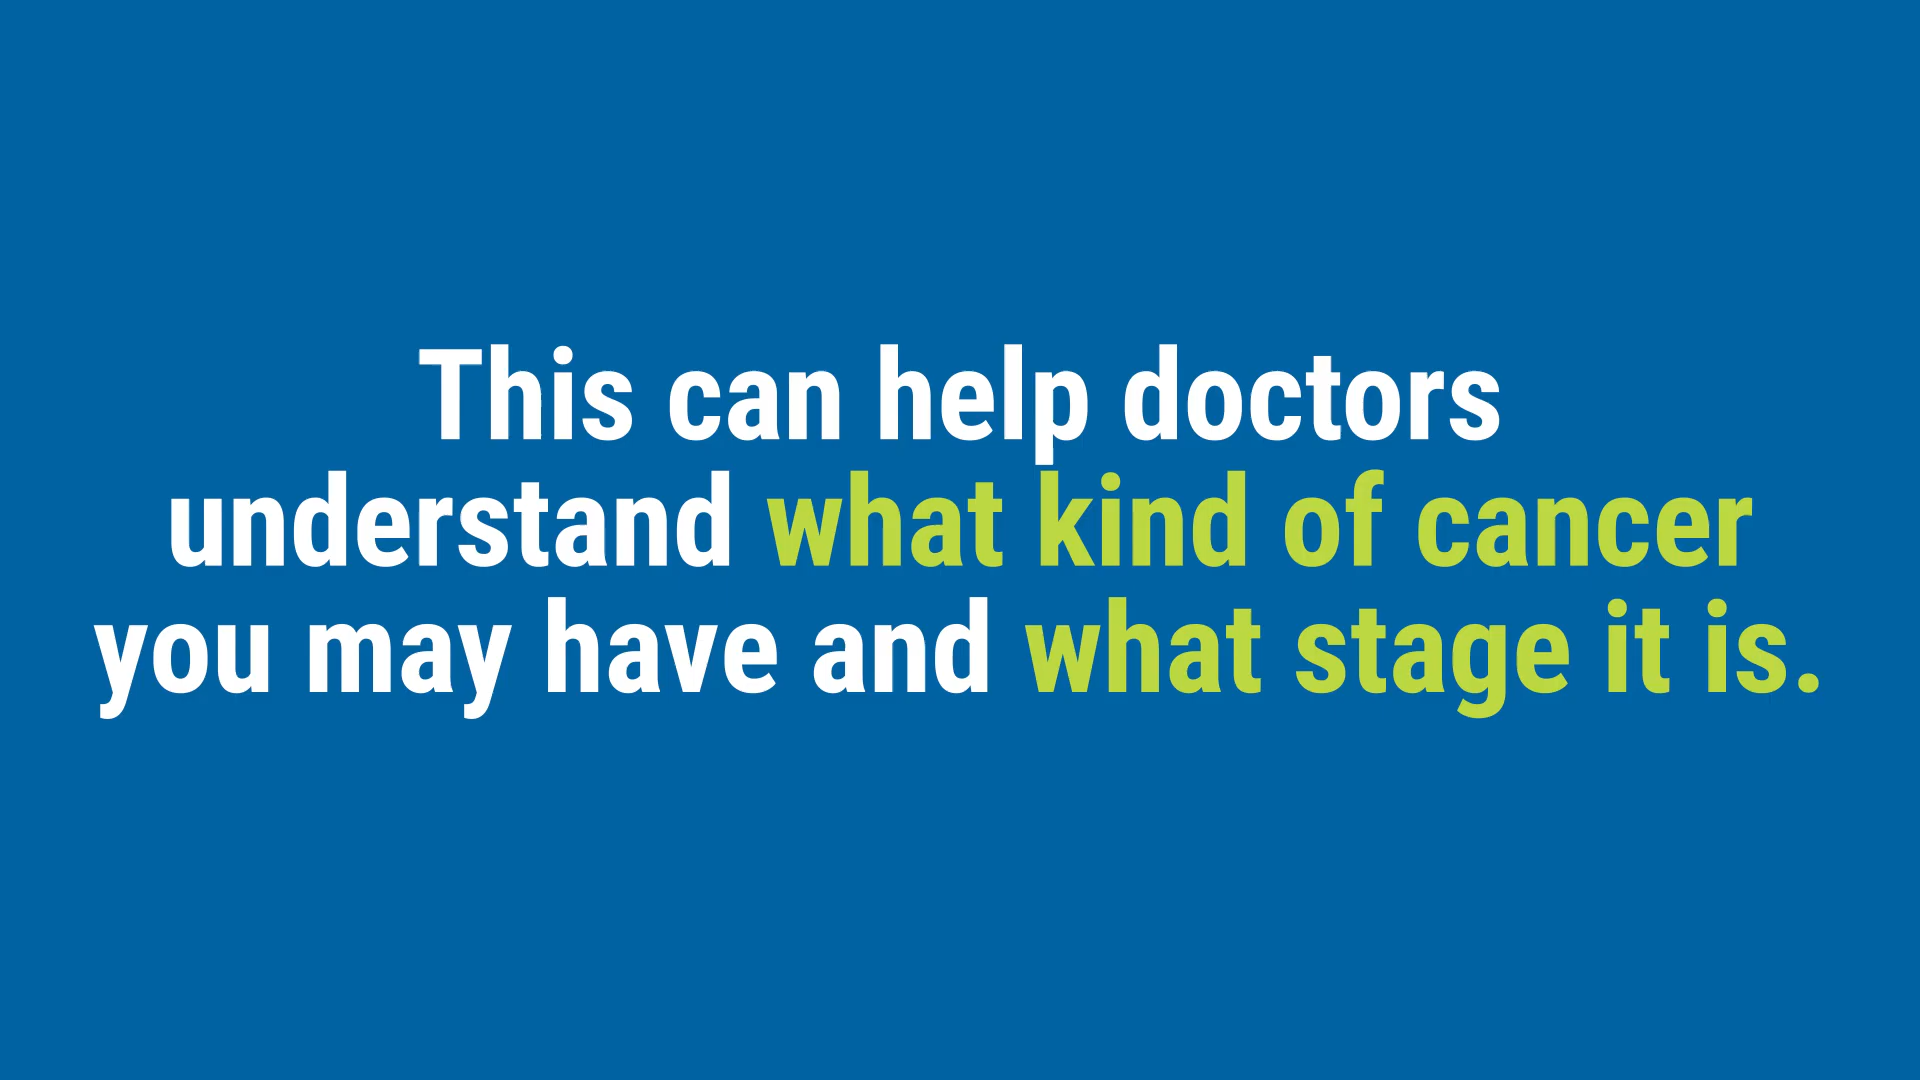 This can help doctors
understand what kind of cancer
you may have and what stage it is.